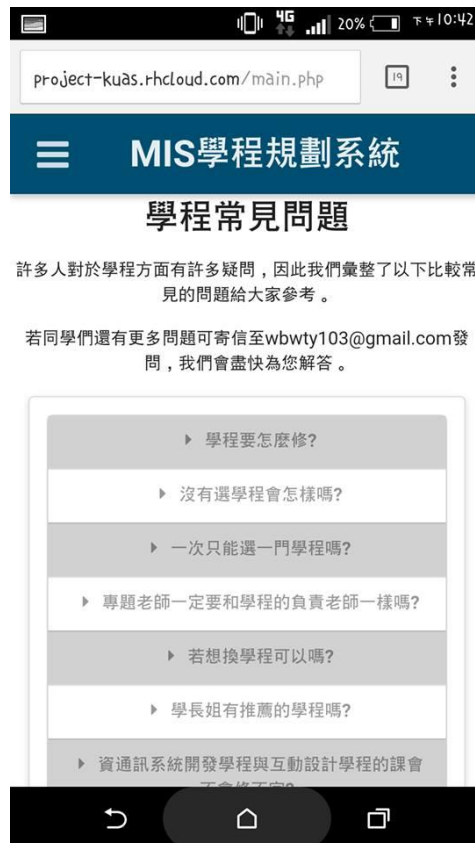 4G 20% 下午10:42
project-kuas.rhcloud.com/main.php 19
MIS學程規劃系統
學程常見問題
許多人對於學程方面有許多疑問，因此我們彙整了以下比較常
見的問題給大家參考。
若同學們還有更多問題可寄信至wbwty103@gmail.com發
問，我們會盡快為您解答。
學程要怎麼修?
沒有選學程會怎樣嗎?
一次只能選一門學程嗎?
專題老師一定要和學程的負責老師一樣嗎?
若想換學程可以嗎?
學長姐有推薦的學程嗎?
資通訊系統開發學程與互動設計學程的課會